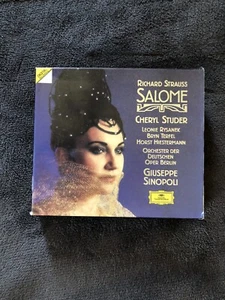 RICHARD STRAUSS
SALOME
CHERYL STUDER
LEONIE RYSANEK
BRYN TERFEL
HORST HIESTERMANN
ORCHESTER DER
DEUTSCHEN
OPER BERLIN
GIUSEPPE
SINOPOLI